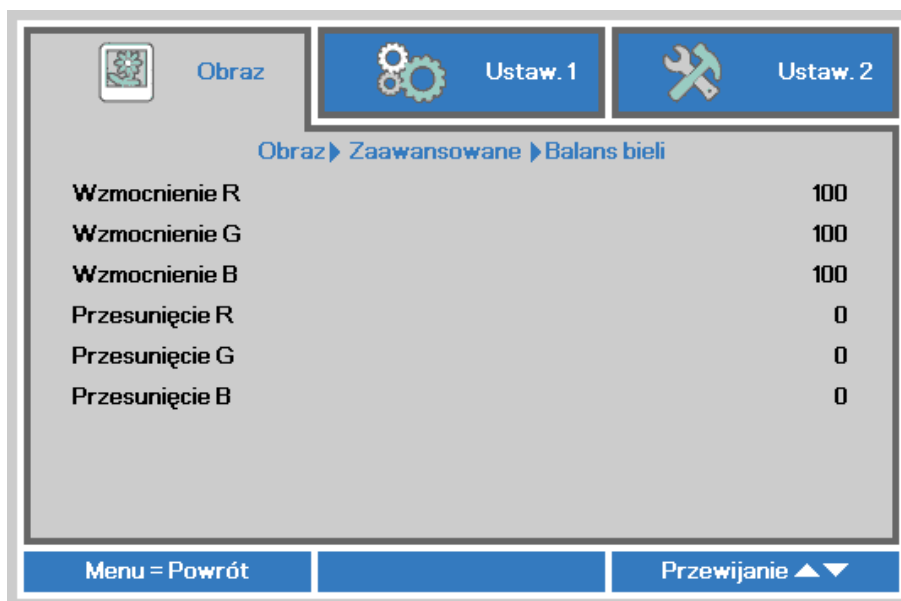 Obraz Ustaw. 1 Ustaw. 2
Obraz Zaawansowane Balans bieli
Wzmocnienie R 100
Wzmocnienie G 100
Wzmocnienie B 100
Przesunięcie R 0
Przesunięcie G 0
Przesunięcie B 0
Menu = Powrót Przewijanie